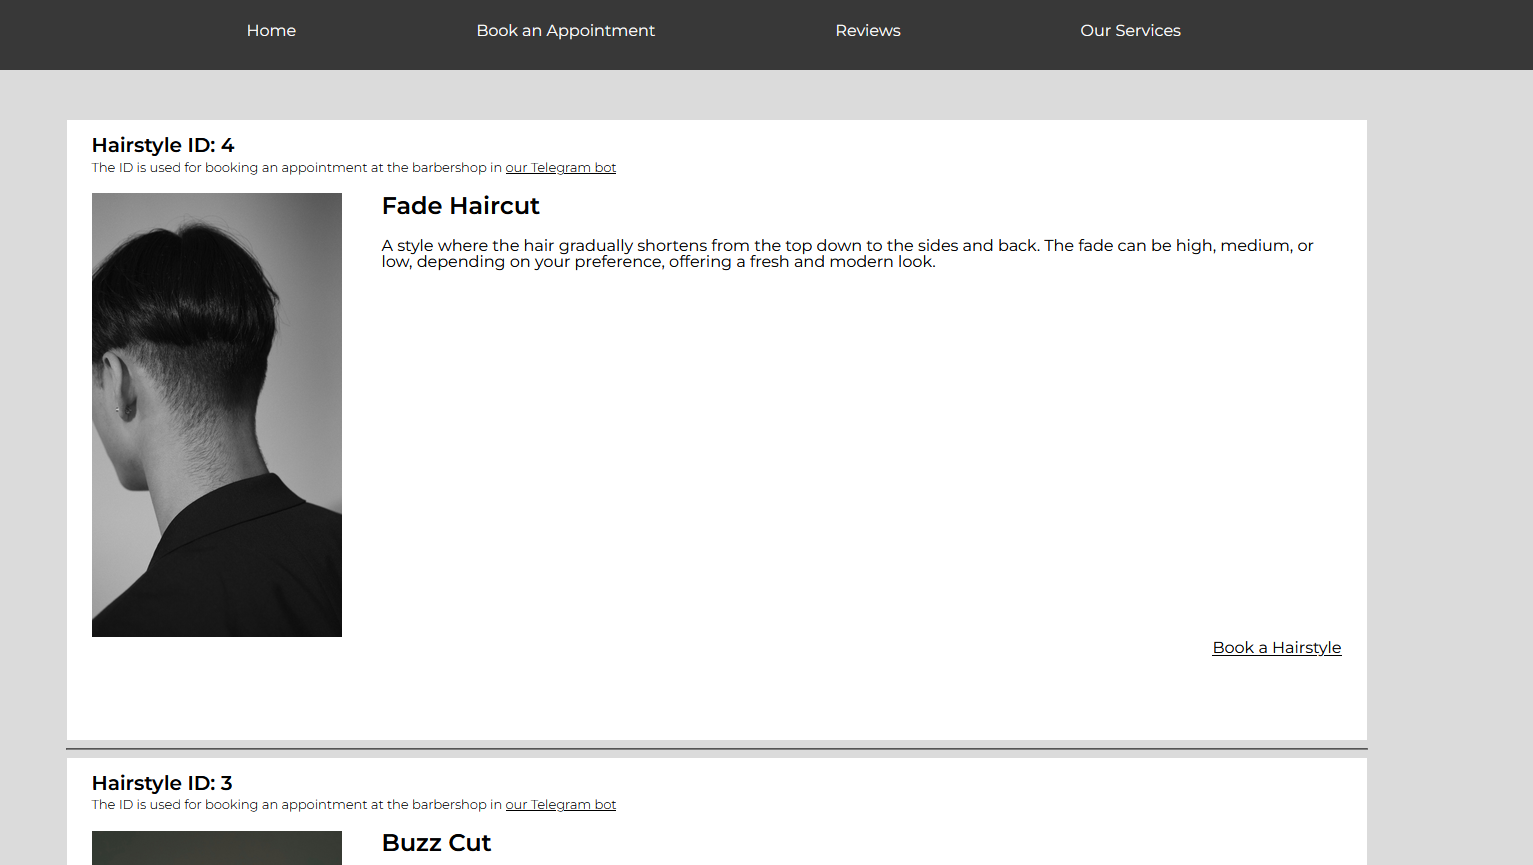 Home Book an Appointment Reviews Our Services
Hairstyle ID: 4
The ID is used for booking an appointment at the barbershop in our Telegram bot
Fade Haircut
A style where the hair gradually shortens from the top down to the sides and back. The fade can be high, medium, or
low, depending on your preference, offering a fresh and modern look.
Book a Hairstyle
Hairstyle ID: 3
The ID is used for booking an appointment at the barbershop in our Telegram bot
Buzz Cut